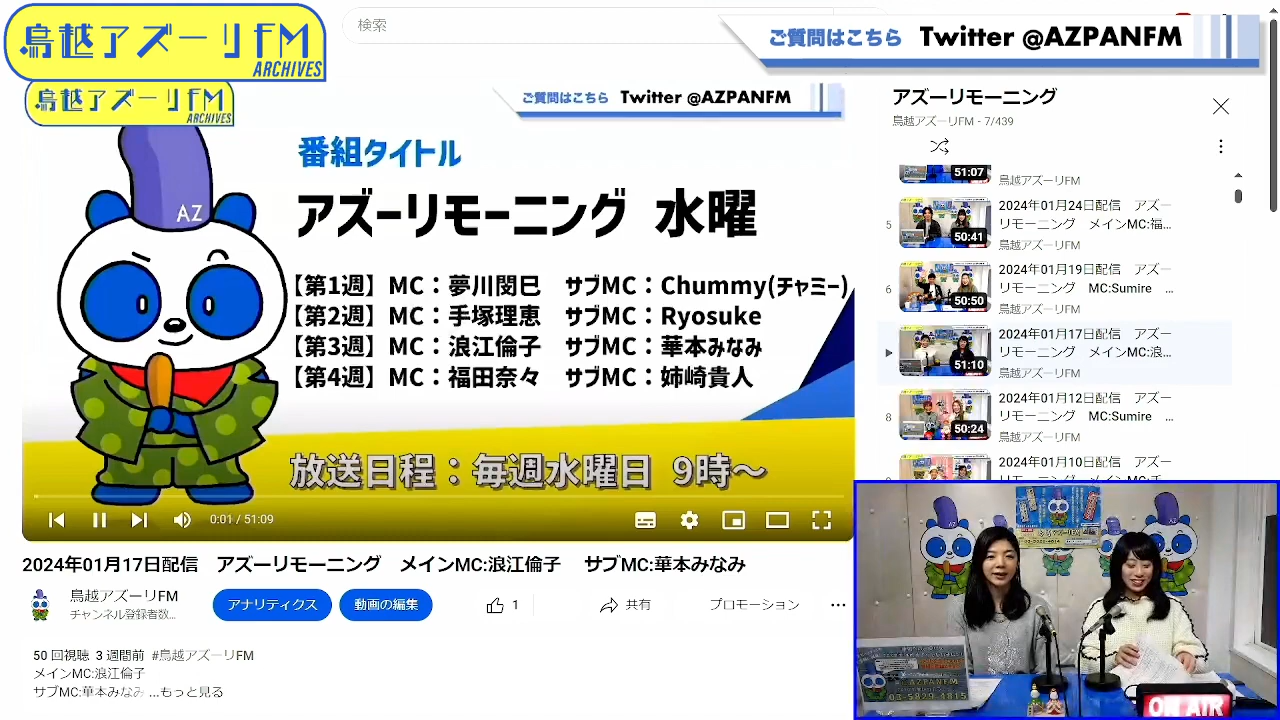 鳥越アズーリFM
ARCHIVES
検索
ご質問はこちら Twitter @AZPANFM
鳥越アズーリFM
ARCHIVES
ご質問はこちら Twitter @AZPANFM
AZ
番組タイトル
アズーリモーニング 水曜
【第1週】MC：夢川閔巳 サブMC：Chummy(チャミー)
【第2週】MC：手塚理恵 サブMC：Ryosuke
【第3週】MC：浪江倫子 サブMC：華本みなみ
【第4週】MC：福田奈々 サブMC：姉崎貴人
放送日程：毎週水曜日 9時～
0:01 / 51:09
2024年01月17日配信 アズーリモーニング メインMC:浪江倫子 サブMC:華本みなみ
鳥越アズーリFM
チャンネル登録者数...
アナリティクス
動画の編集
1
共有
プロモーション
50 回視聴 3 週間前 #鳥越アズーリFM
メインMC:浪江倫子
サブMC:華本みなみ ...もっと見る
アズーリモーニング
鳥越アズーリFM - 7/439
51:07
鳥越アズーリFM
5
50:41
2024年01月24日配信 アズー
リモーニング メインMC:福...
鳥越アズーリFM
6
50:50
2024年01月19日配信 アズー
リモーニング MC:Sumire ...
鳥越アズーリFM
51:10
2024年01月17日配信 アズー
リモーニング メインMC:浪...
鳥越アズーリFM
8
50:24
2024年01月12日配信 アズー
リモーニング MC:Sumire ...
鳥越アズーリFM
2024年01月10日配信 アズー
AZPANFM
03-5829-4815
ON AIR